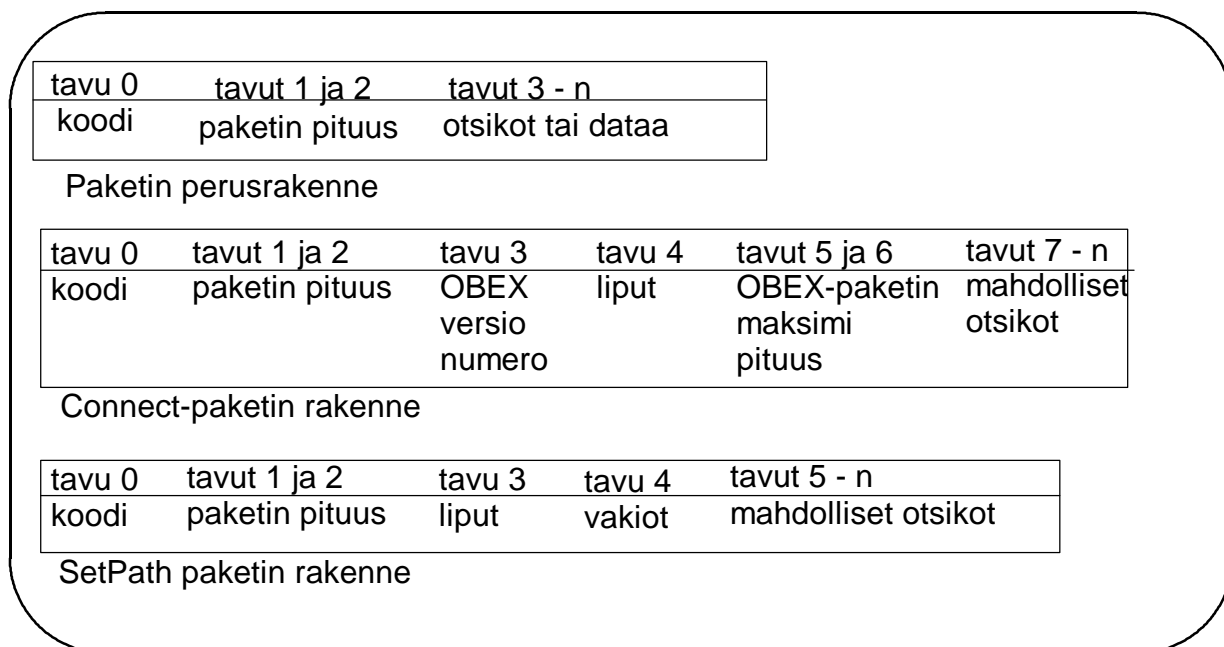 tavu 0 tavut 1 ja 2 tavut 3 - n
koodi paketin pituus otsikot tai dataa
Paketin perusrakenne
tavu 0 tavut 1 ja 2 tavu 3 tavu 4 tavut 5 ja 6 tavut 7 - n
koodi paketin pituus OBEX liput OBEX-paketin mahdolliset
versio maksimi otsikot
numero pituus
Connect-paketin rakenne
tavu 0 tavut 1 ja 2 tavu 3 tavu 4 tavut 5 - n
koodi paketin pituus liput vakiot mahdolliset otsikot
SetPath paketin rakenne